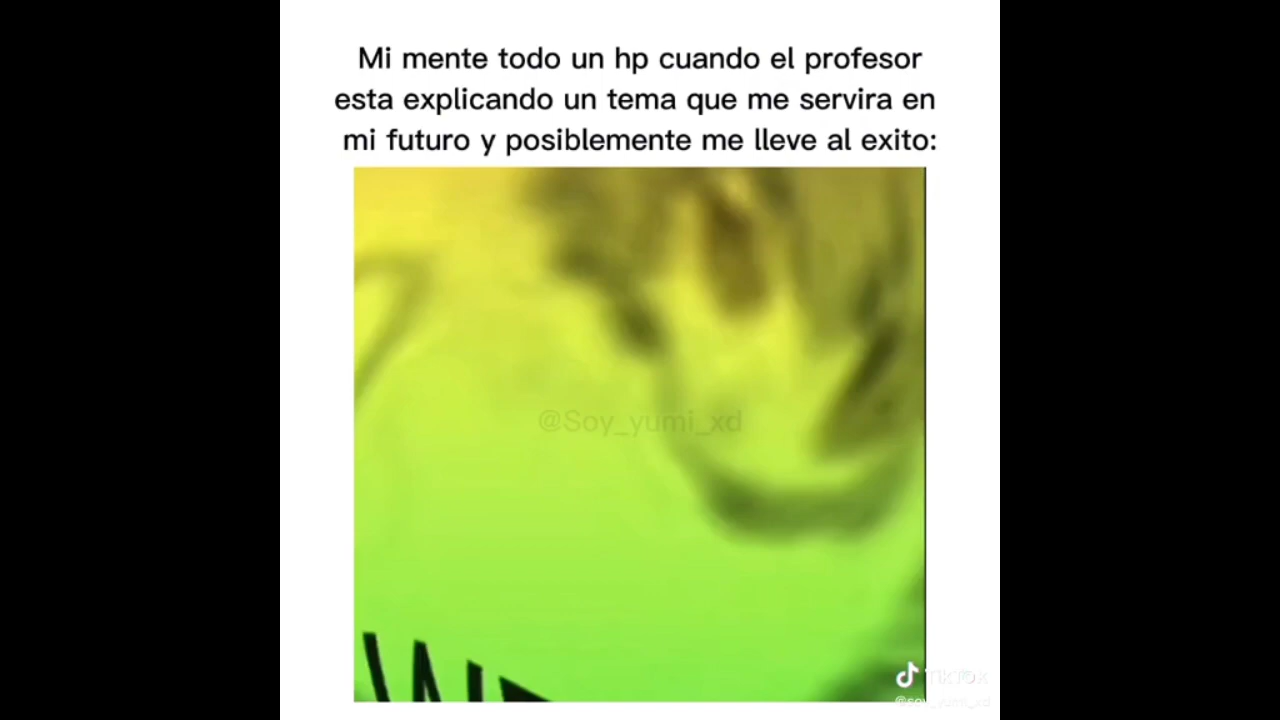 Mi mente todo un hp cuando el profesor
esta explicando un tema que me servira en
mi futuro y posiblemente me lleve al exito:
@Soy_yumi_xd
TikTok
@soy_yumi_xd